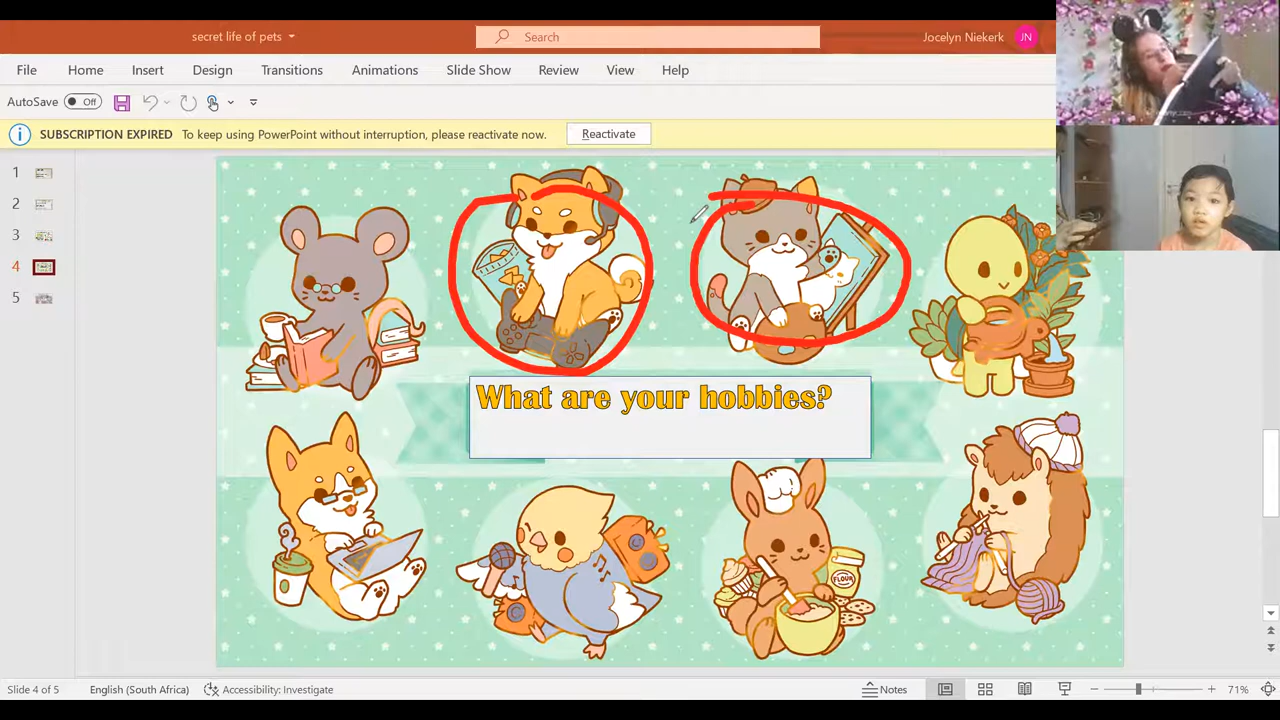 secret life of pets
Search
Jocelyn Niekerk
JN
File
Home
Insert
Design
Transitions
Animations
Slide Show
Review
View
Help
AutoSave
Off
SUBSCRIPTION EXPIRED To keep using PowerPoint without interruption, please reactivate now.
Reactivate
1
2
3
4
5
What are your hobbies?
FLOUR
Slide 4 of 5
English (South Africa)
Accessibility: Investigate
Notes
71%